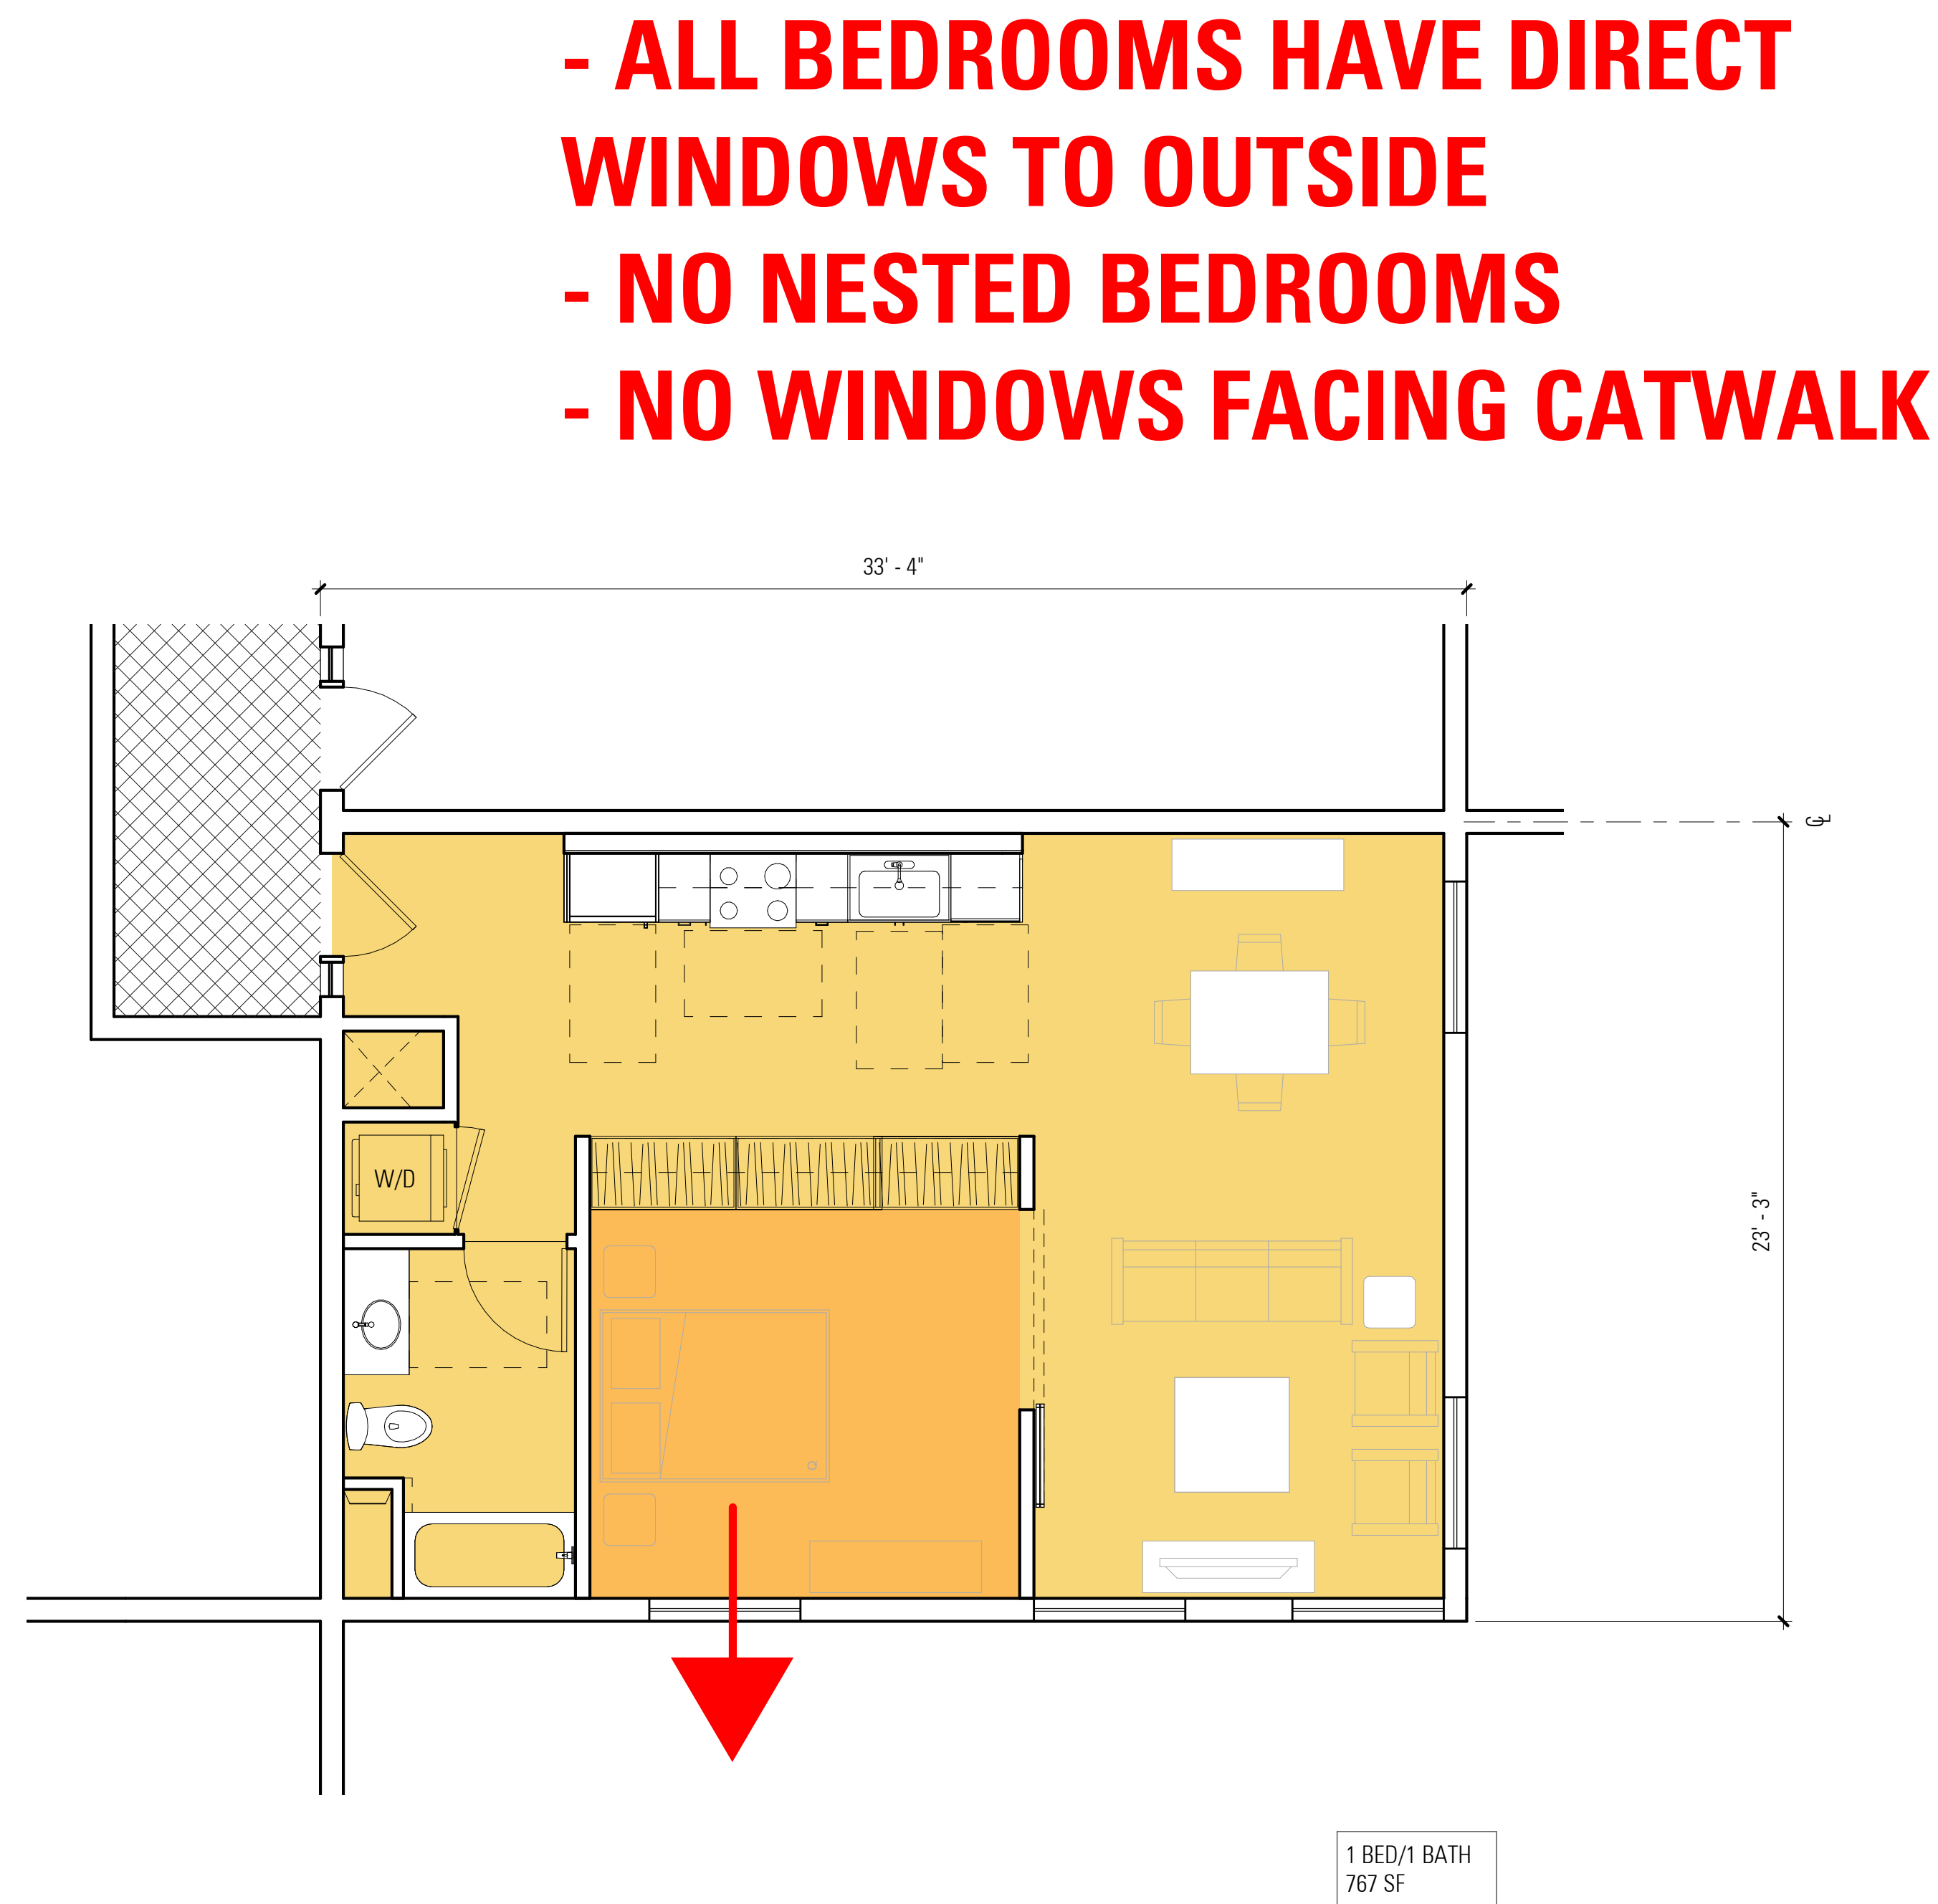 - ALL BEDROOMS HAVE DIRECT
WINDOWS TO OUTSIDE
- NO NESTED BEDROOMS
- NO WINDOWS FACING CATWALK
33' - 4"
CL
W/D
23' - 3"
1 BED/1 BATH
767 SF